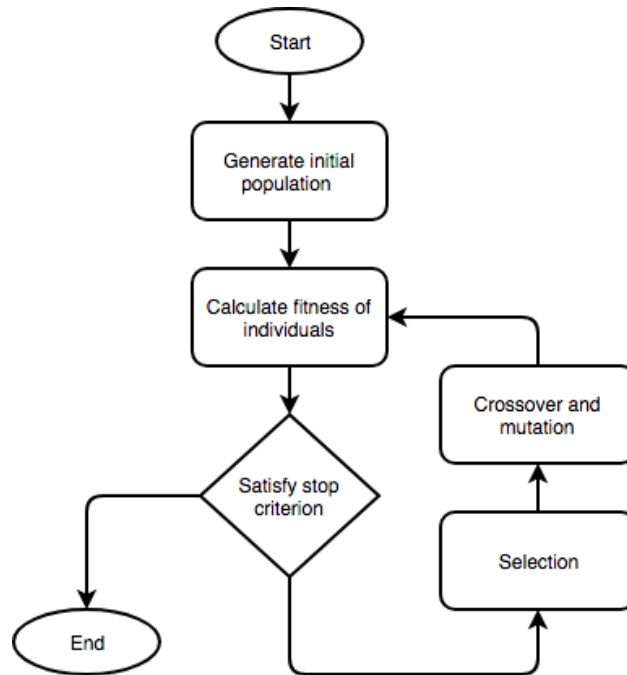 Start
Generate initial
population
Calculate fitness of
individuals
Crossover and
mutation
Satisfy stop
criterion
Selection
End